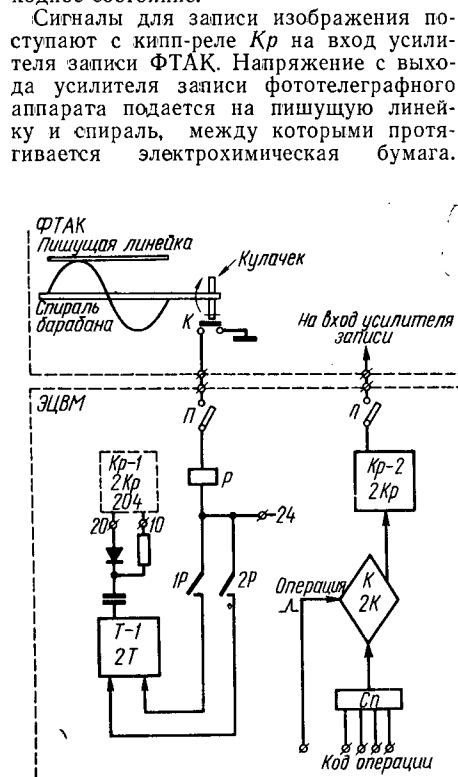 ходное состояние.
Сигналы для записи изображения по-
ступают с кипп-реле Кр на вход усили-
теля записи ФТАК. Напряжение с выхо-
да усилителя записи фототелеграфного
аппарата подается на пишущую линей-
ку и спираль, между которыми протя-
гивается электрохимическая бумага.
ФТАК
Пишущая линейка
Кулачек
Спираль
барабана
К
На вход усилителя
записи
ЭЦВМ
П
П
Кр-1
2Кр
204
Р
Кр-2
2Кр
20
10
-24
1Р
2Р
Операция
К
2К
Т-1
2Т
Сп
Код операции